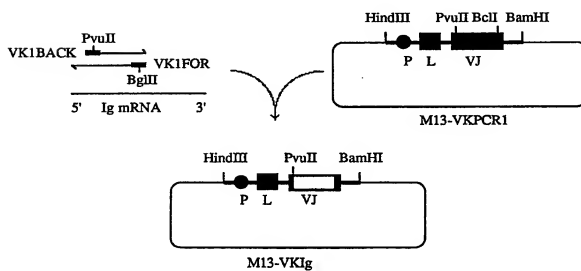 PvuII
VK1BACK
VK1FOR
BglII
5' Ig mRNA 3'
HindIII PvuII BclII BamHI
P L VJ
M13-VKPCR1
HindIII PvuII BamHI
P L VJ
M13-VKIg